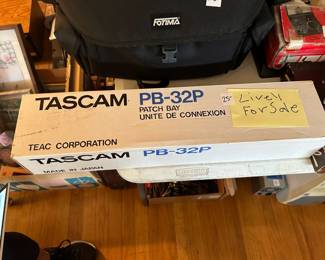 FOTIMA
TASCAM PB-32P
PATCH BAY
UNITE DE CONNEXION
TEAC CORPORATION
25-
Lively
For Sale
TASCAM PB-32P
MADE IN JAPAN